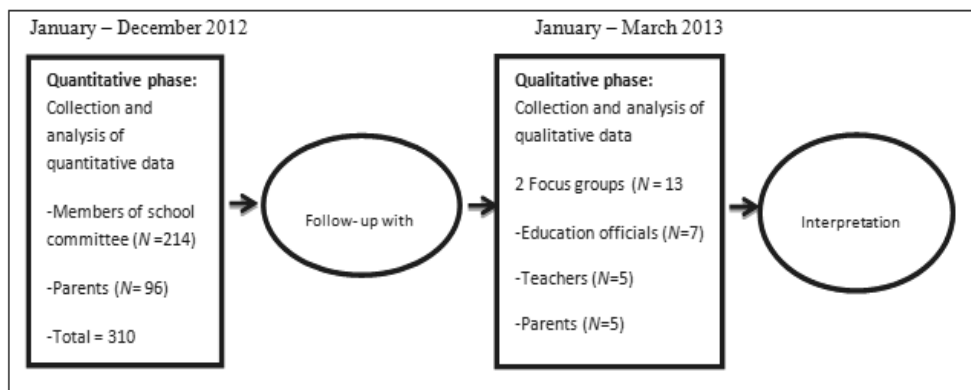 January – December 2012
January – March 2013
Quantitative phase:
Collection and
analysis of
quantitative data
-Members of school
committee (N =214)
-Parents (N= 96)
-Total = 310
Follow- up with
Qualitative phase:
Collection and analysis of
qualitative data
2 Focus groups (N = 13
-Education officials (N=7)
-Teachers (N=5)
-Parents (N=5)
Interpretation